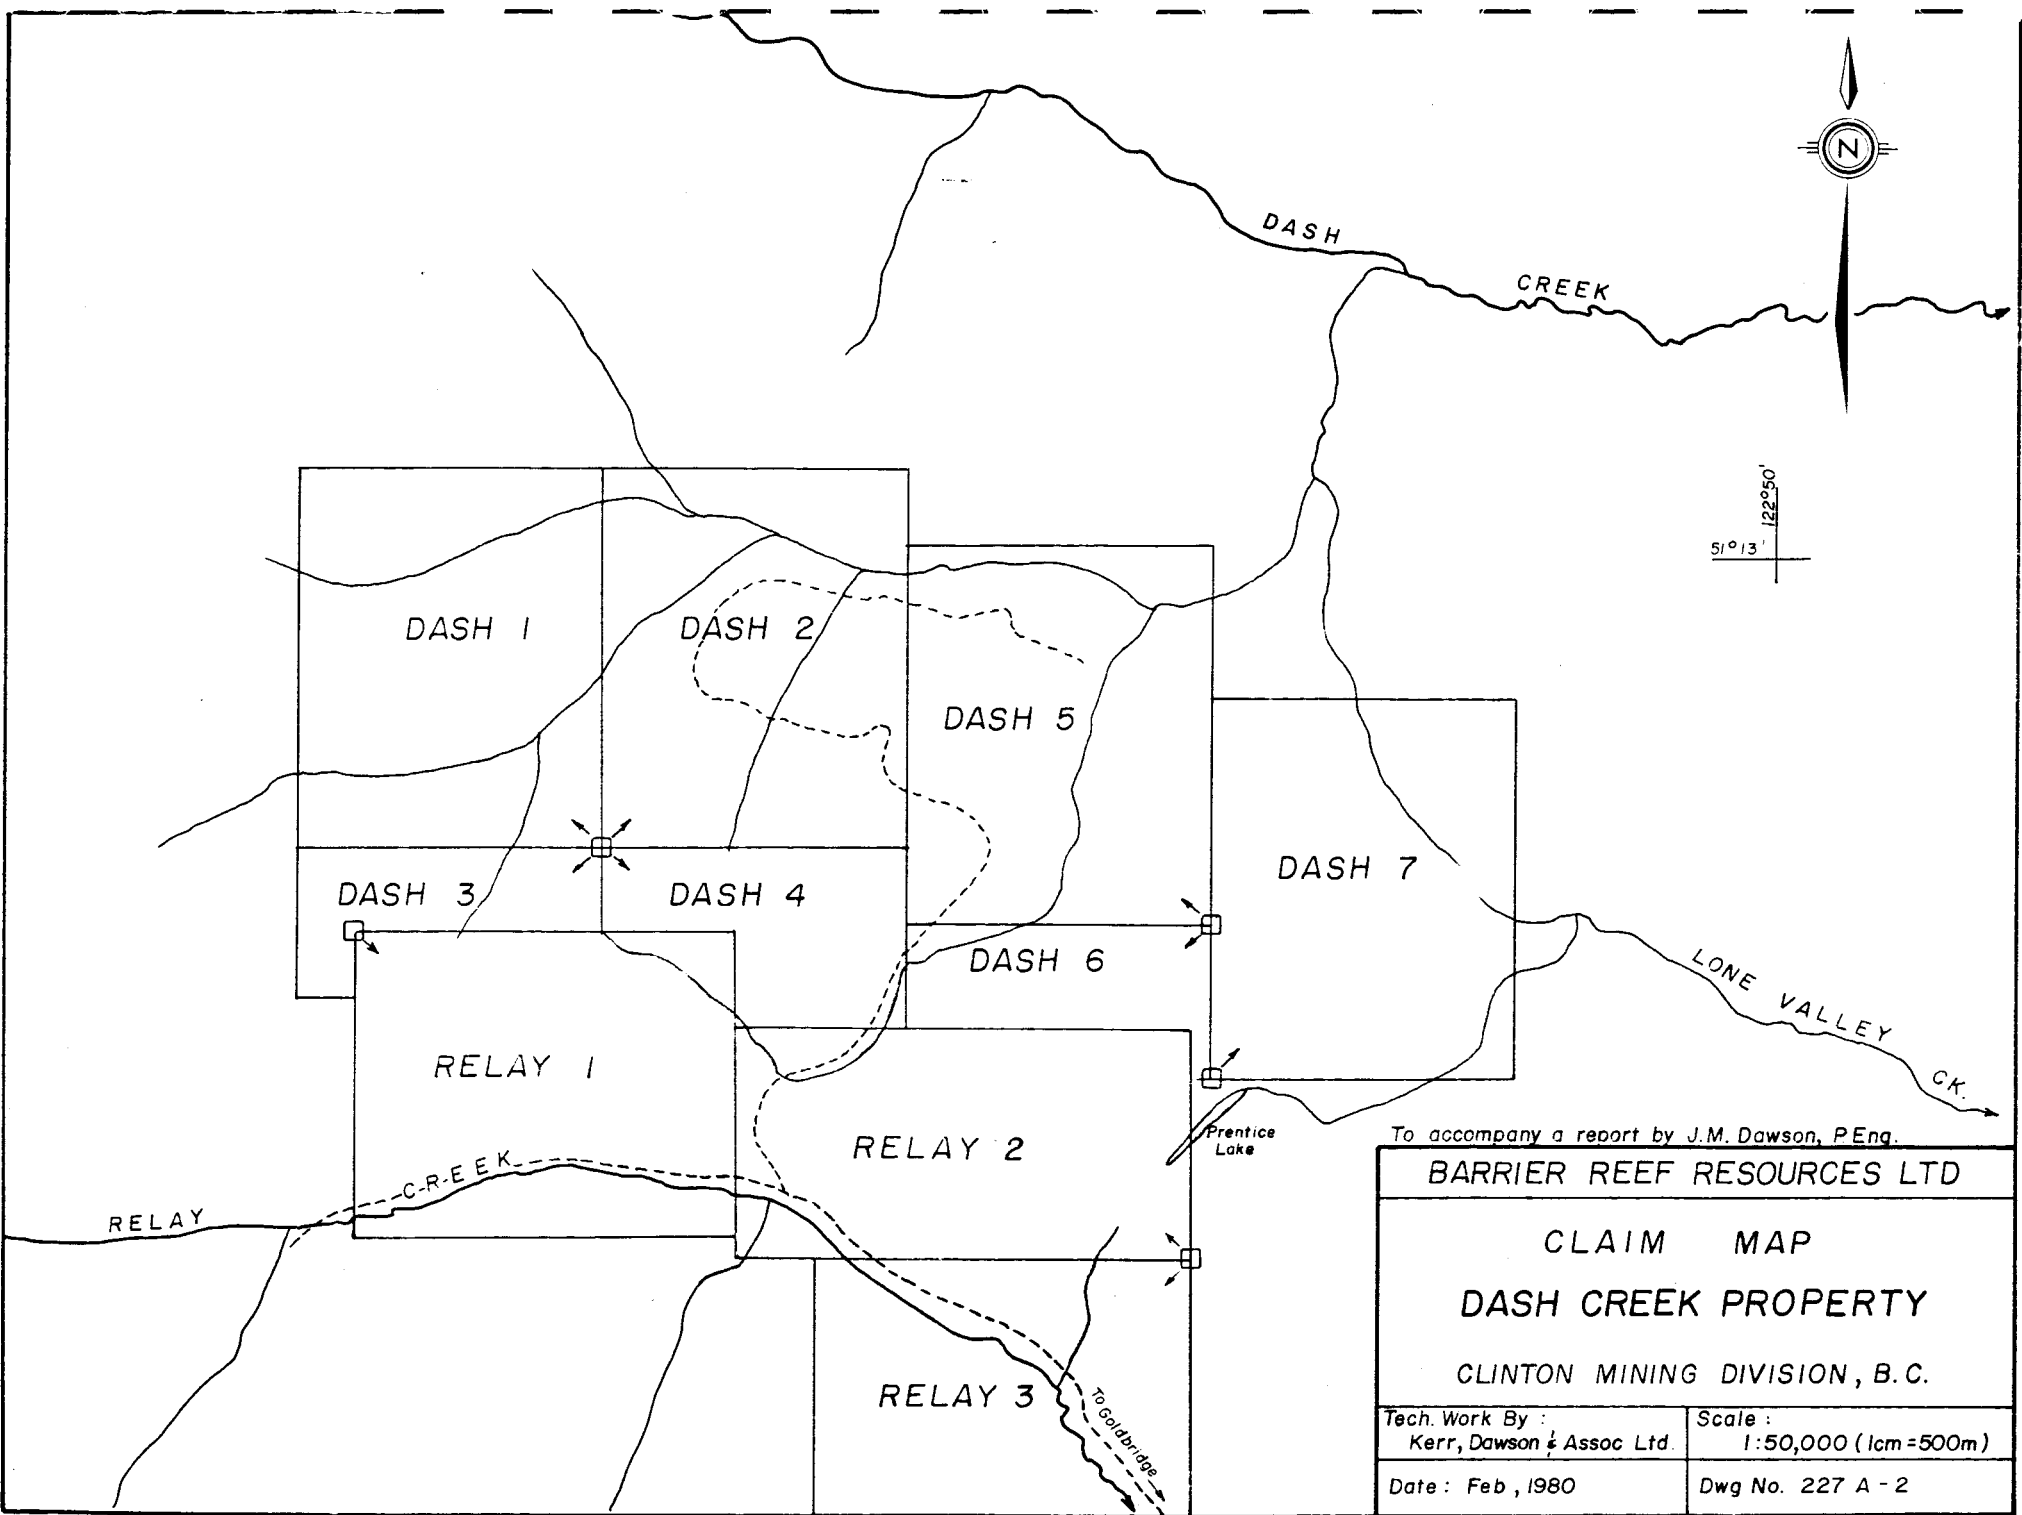 N
DASH
CREEK
122°50'
51°13'
DASH 1
DASH 2
DASH 5
DASH 7
DASH 3
DASH 4
DASH 6
LONE VALLEY CK.
RELAY 1
RELAY 2
Prentice
Lake
RELAY
CREEK
RELAY 3
To Goldbridge
To accompany a report by J.M. Dawson, P.Eng.
BARRIER REEF RESOURCES LTD
CLAIM MAP
DASH CREEK PROPERTY
CLINTON MINING DIVISION, B.C.
Tech. Work By :
Kerr, Dawson & Assoc Ltd.
Scale :
1:50,000 (1cm=500m)
Date : Feb, 1980
Dwg No. 227 A - 2